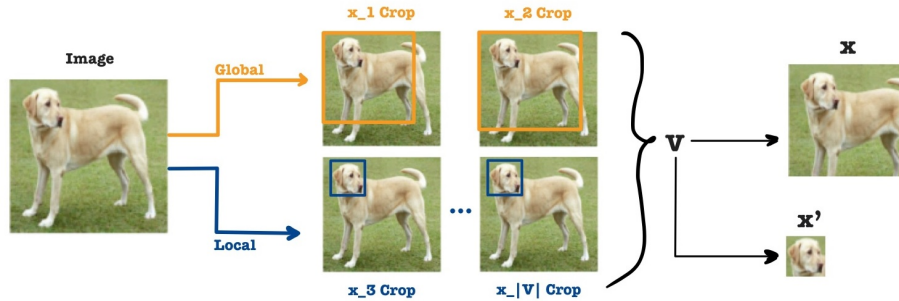 Image
Global
Local
x_1 Crop
x_2 Crop
x_3 Crop
...
x_|V| Crop
V
x
x'